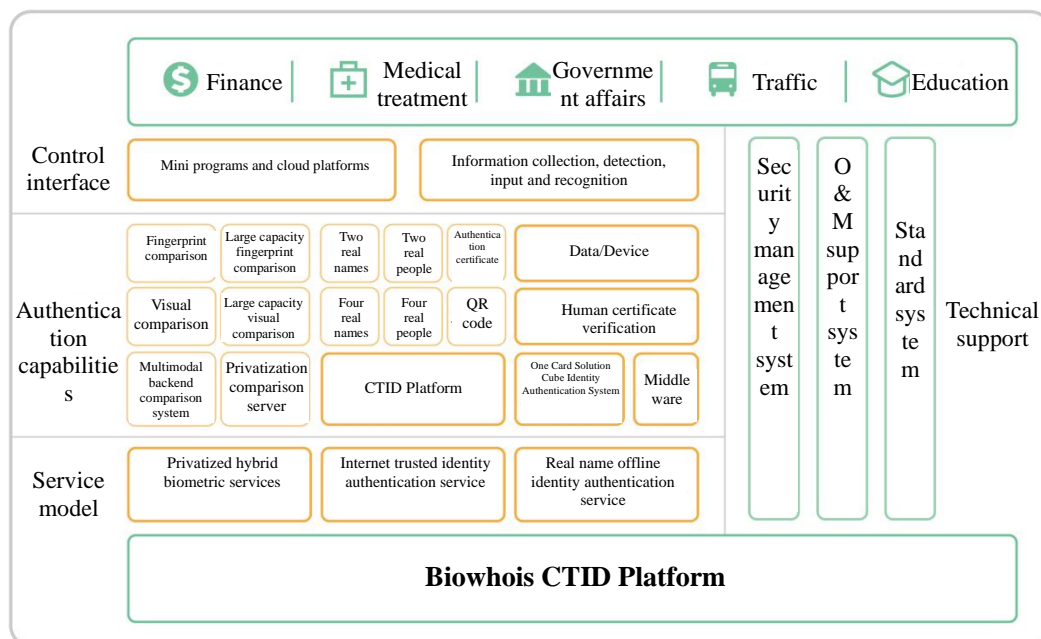 Finance
Medical
treatment
Governme
nt affairs
Traffic
Education
Control
interface
Mini programs and cloud platforms
Information collection, detection,
input and recognition
Authentica
tion
capabilitie
s
Fingerprint
comparison
Large capacity
fingerprint
comparison
Two
real
names
Two
real
people
Authentica
tion
certificate
Data/Device
Visual
comparison
Large capacity
visual
comparison
Four
real
names
Four
real
people
QR
code
Human certificate
verification
Multimodal
backend
comparison
system
Privatization
comparison
server
CTID Platform
One Card Solution
Cube Identity
Authentication System
Middle
ware
Service
model
Privatized hybrid
biometric services
Internet trusted identity
authentication service
Real name offline
identity authentication
service
Sec
urit
y
man
age
men
t
syst
em
O
&
M
sup
por
t
sys
te
m
Sta
nd
ard
sys
te
m
Technical
support
Biowhois CTID Platform